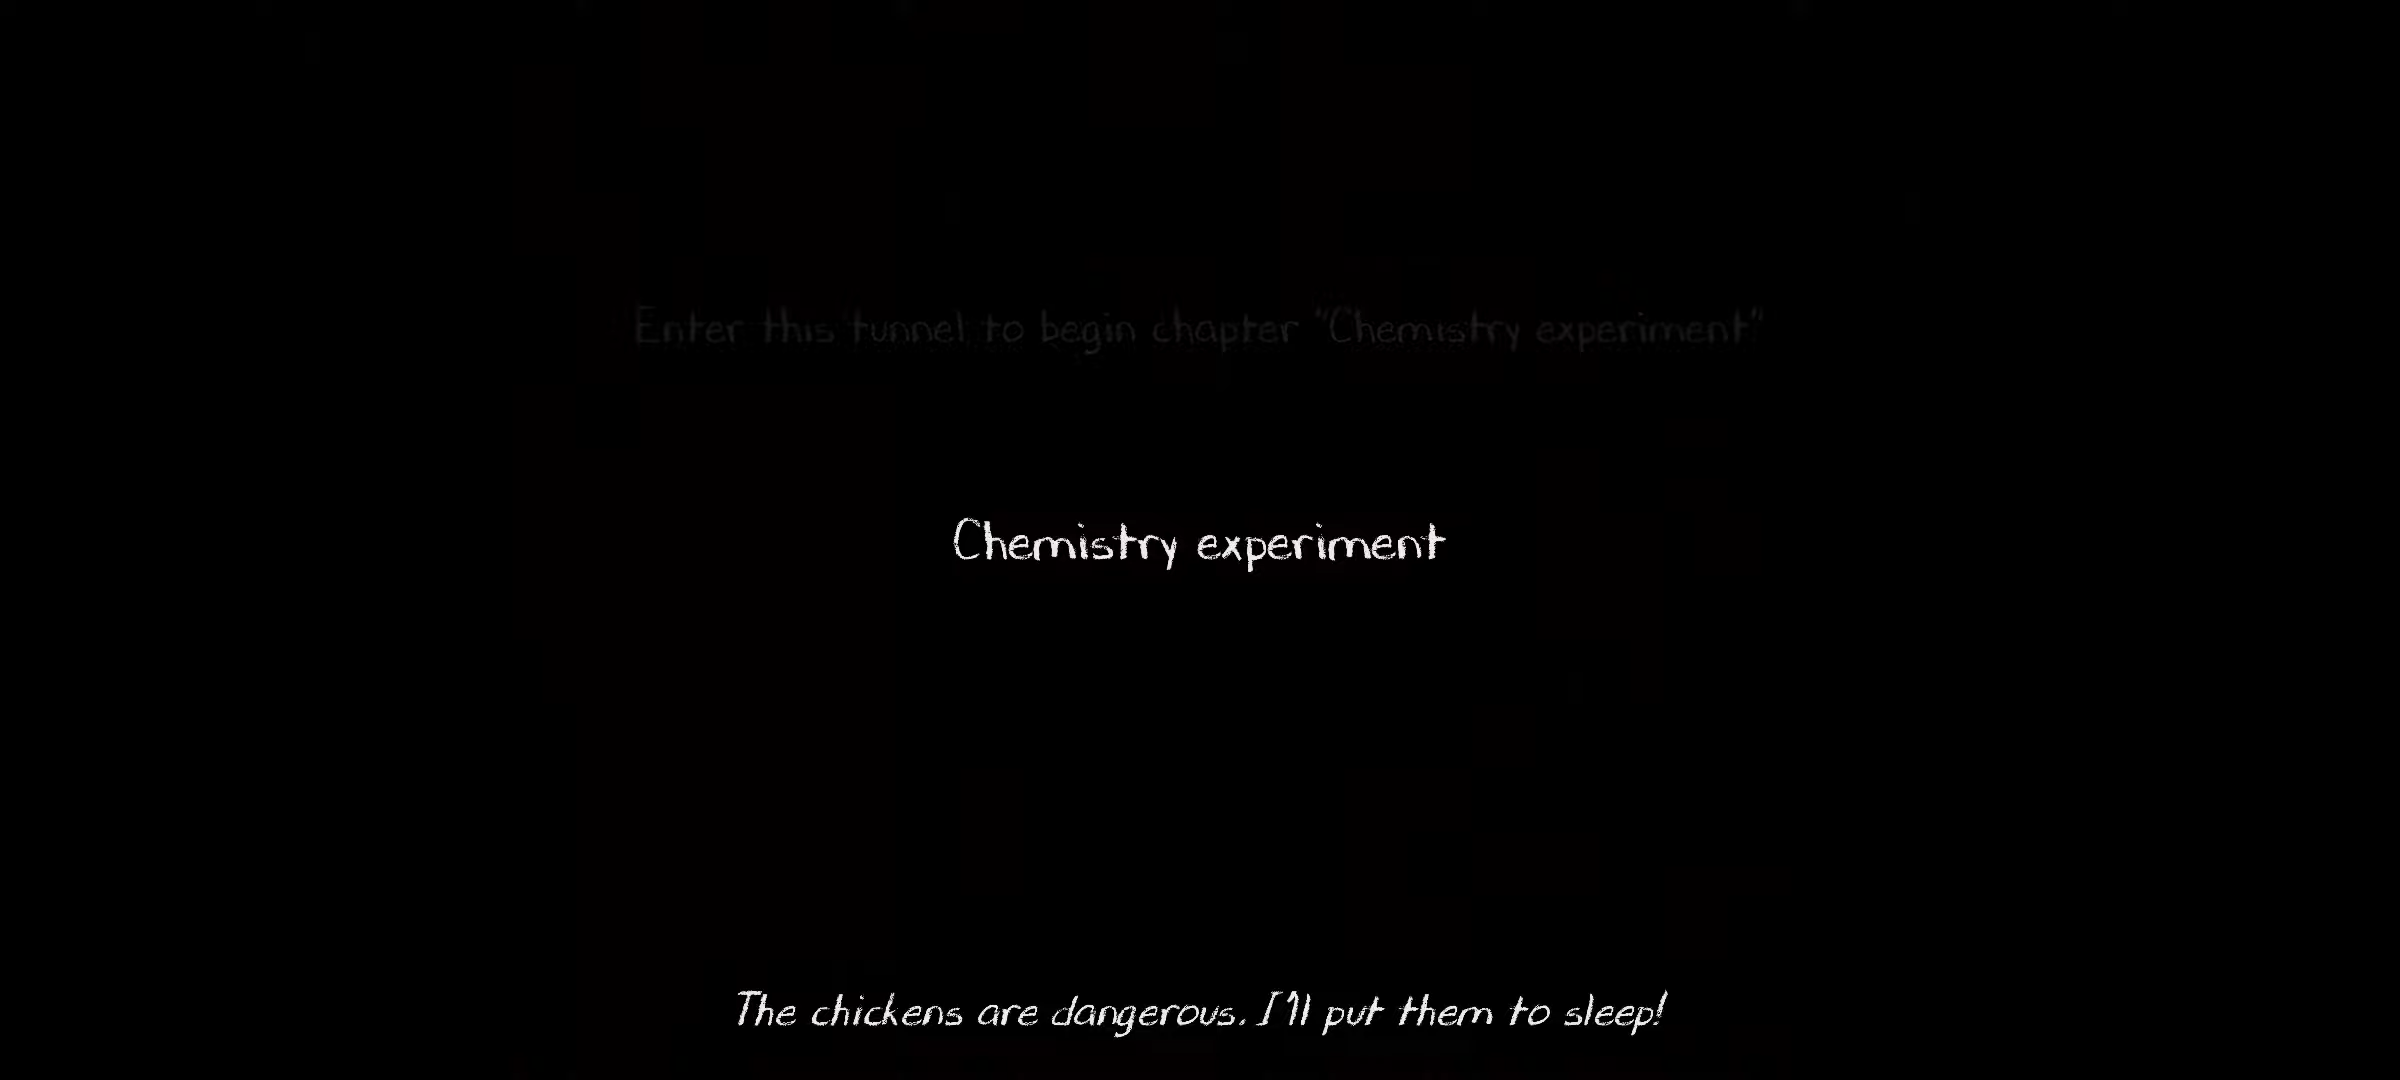 Enter this tunnel to begin chapter "Chemistry experiment"
Chemistry experiment
The chickens are dangerous. I'll put them to sleep!